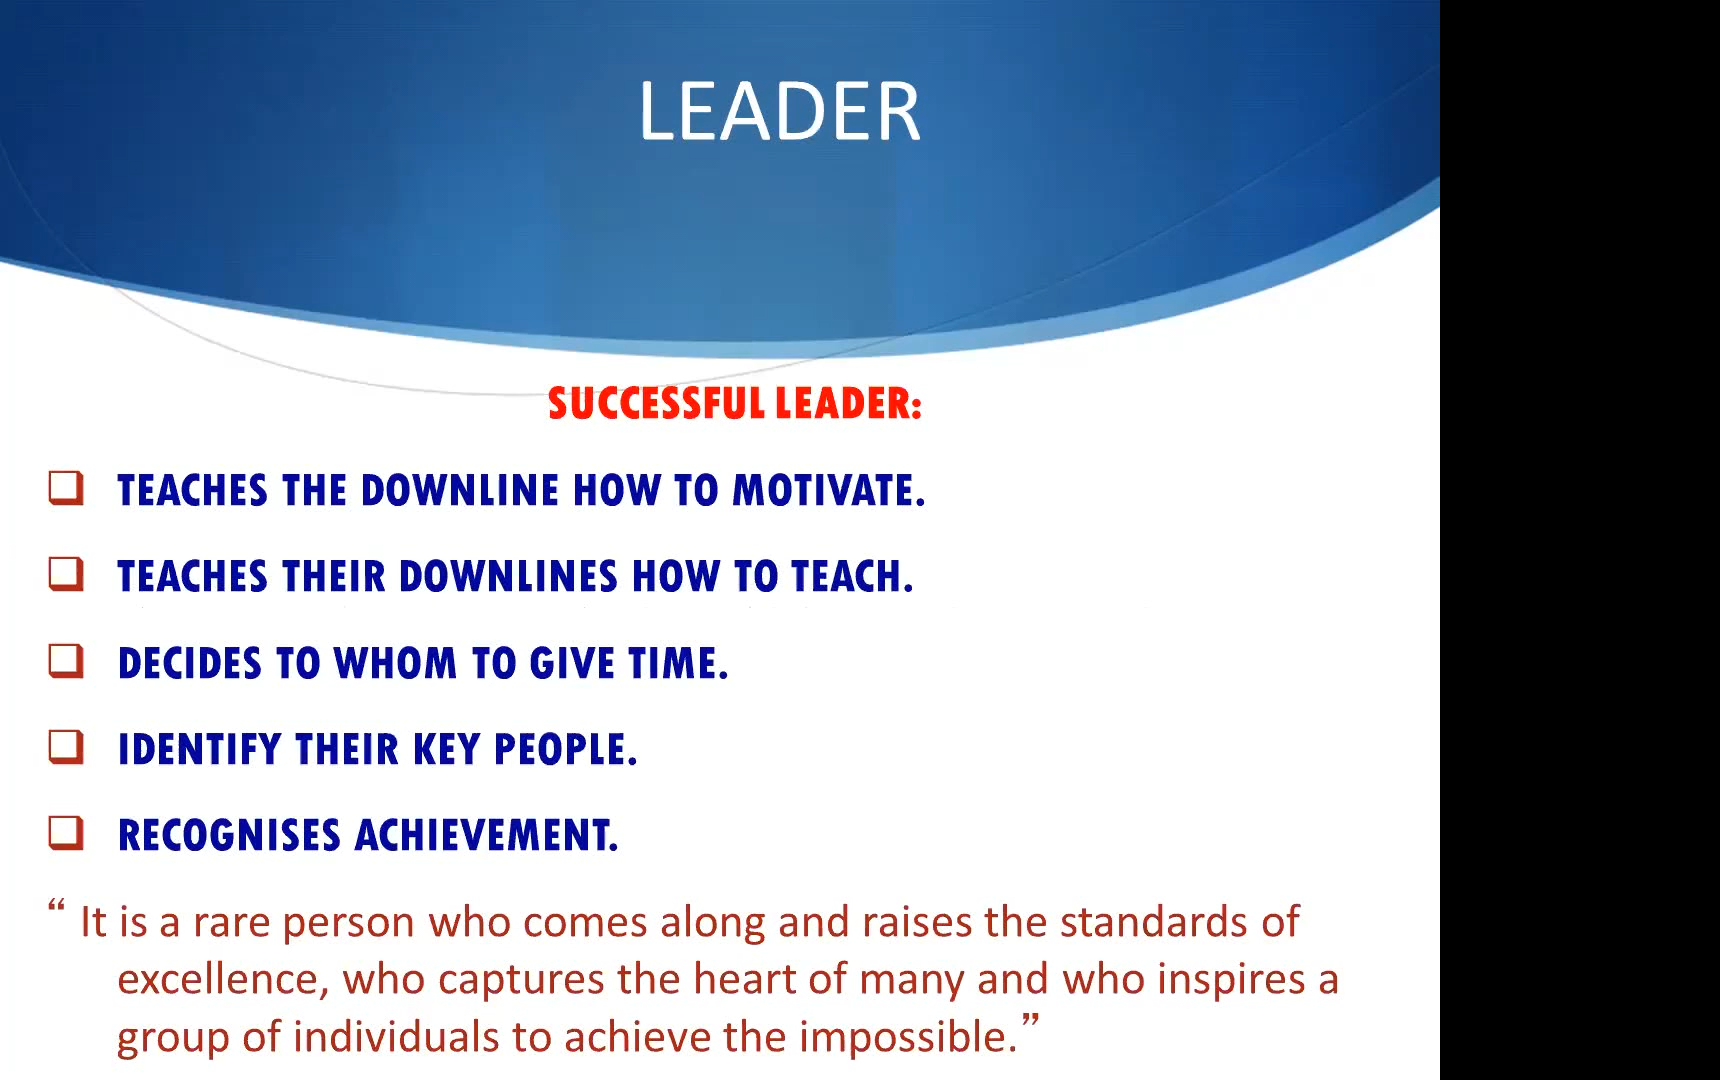 LEADER
SUCCESSFUL LEADER:
❑ TEACHES THE DOWNLINE HOW TO MOTIVATE.
❑ TEACHES THEIR DOWNLINES HOW TO TEACH.
❑ DECIDES TO WHOM TO GIVE TIME.
❑ IDENTIFY THEIR KEY PEOPLE.
❑ RECOGNISES ACHIEVEMENT.
“ It is a rare person who comes along and raises the standards of
excellence, who captures the heart of many and who inspires a
group of individuals to achieve the impossible.”